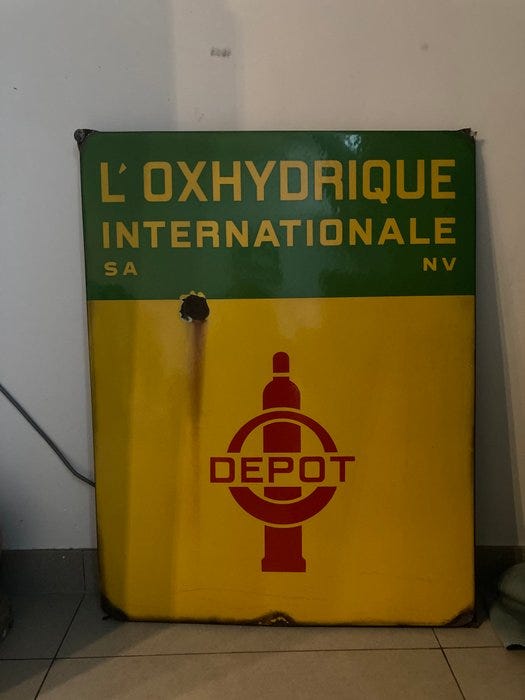 L'OXHYDRIQUE
INTERNATIONALE
SA NV
DEPOT